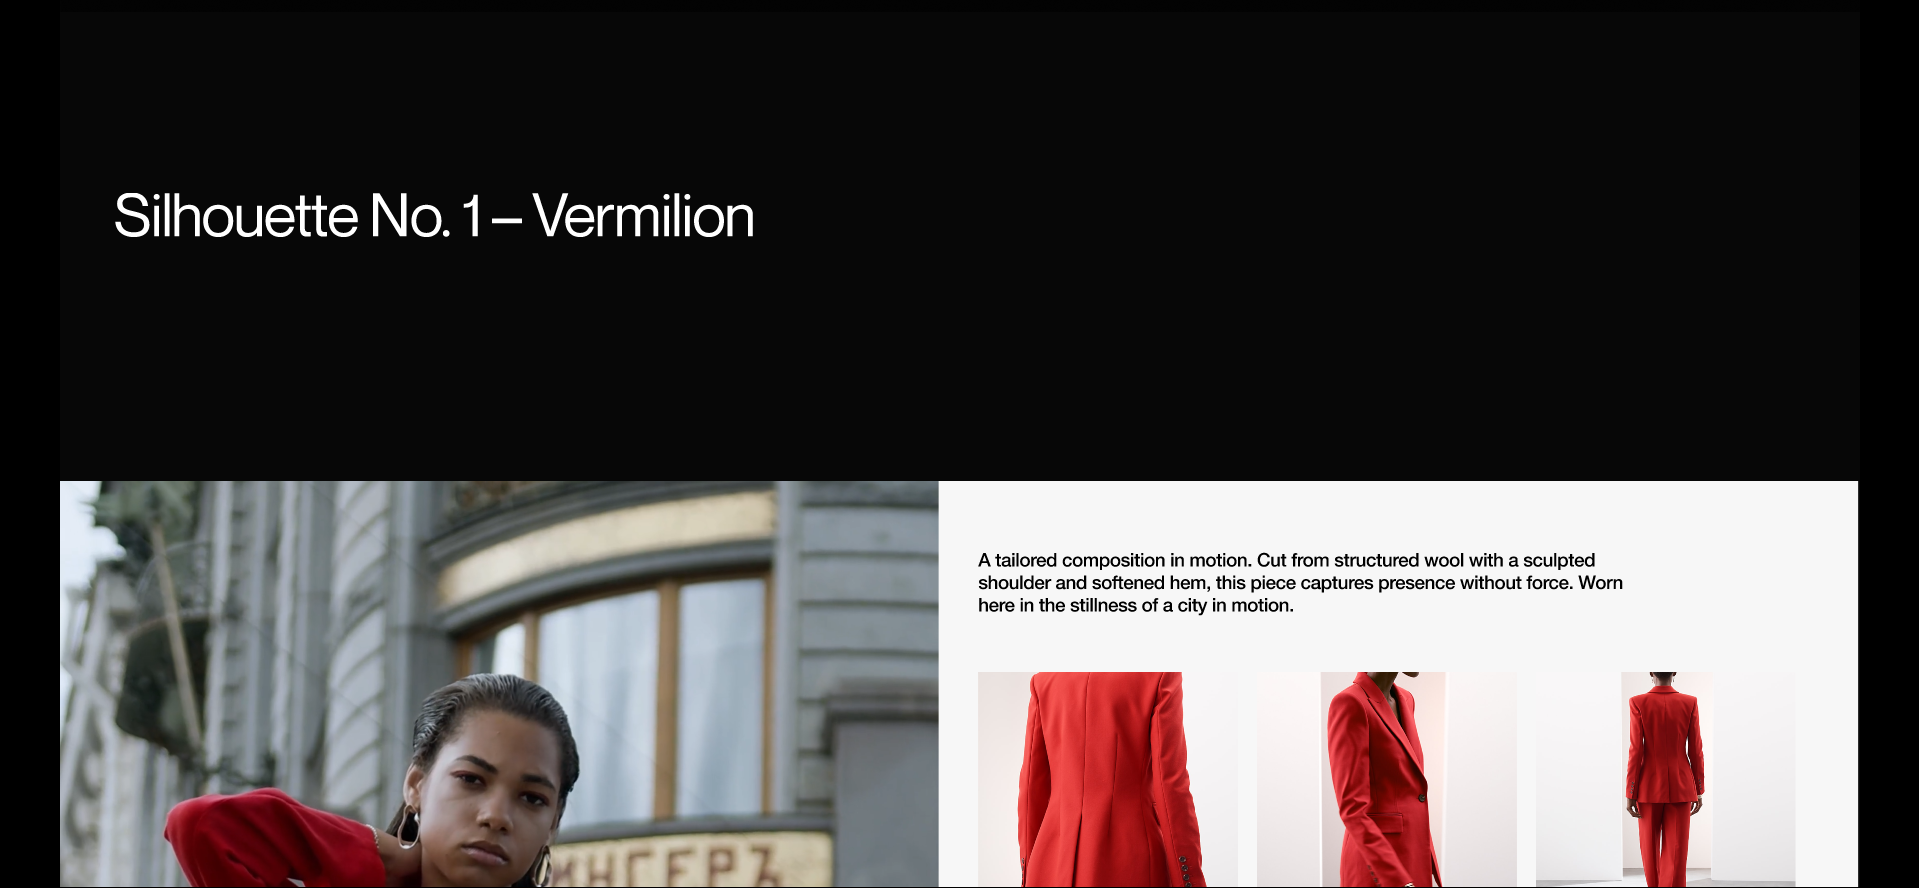 Silhouette No. 1 – Vermilion
A tailored composition in motion. Cut from structured wool with a sculpted
shoulder and softened hem, this piece captures presence without force. Worn
here in the stillness of a city in motion.
ИНГЕРЪ